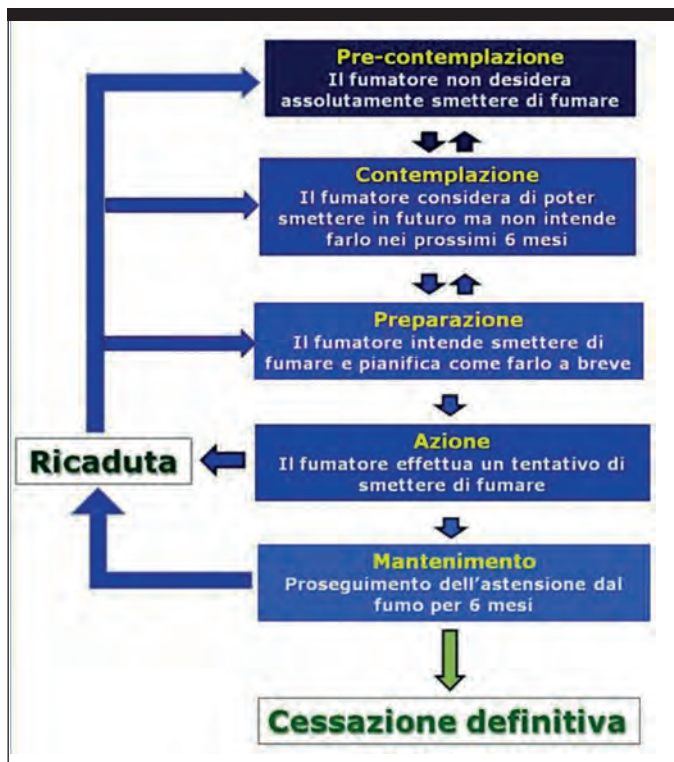 Pre-contemplazione
Il fumatore non desidera
assolutamente smettere di fumare
Contemplazione
Il fumatore considera di poter
smettere in futuro ma non intende
farlo nei prossimi 6 mesi
Preparazione
Il fumatore intende smettere di
fumare e pianifica come farlo a breve
Ricaduta
Azione
Il fumatore effettua un tentativo di
smettere di fumare
Mantenimento
Proseguimento dell'astensione dal
fumo per 6 mesi
Cessazione definitiva